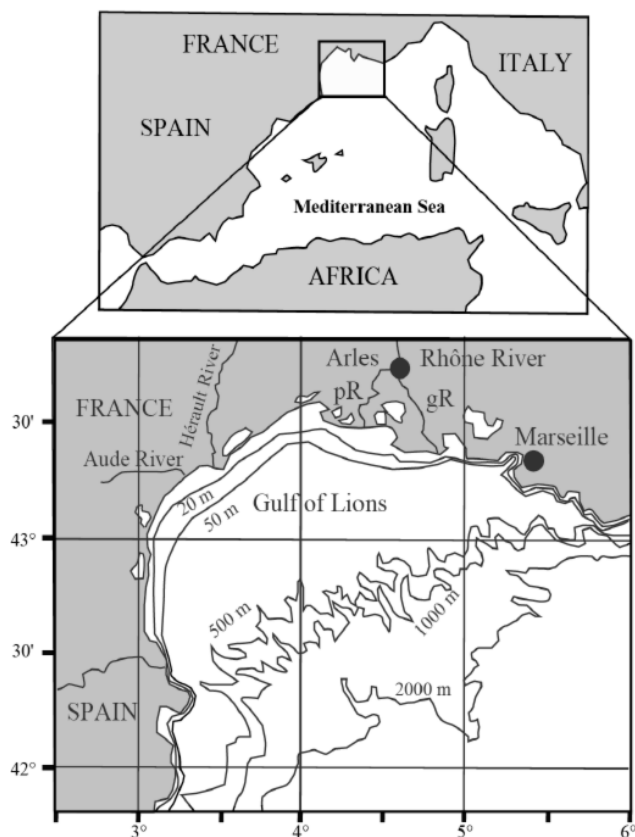 FRANCE
ITALY
SPAIN
Mediterranean Sea
AFRICA
Arles
Rhône River
pR
gR
Hérault River
30'
FRANCE
Marseille
Aude River
20 m
50 m
Gulf of Lions
43°
500 m
1000 m
30'
2000 m
SPAIN
42°
3°
4°
5°
6°